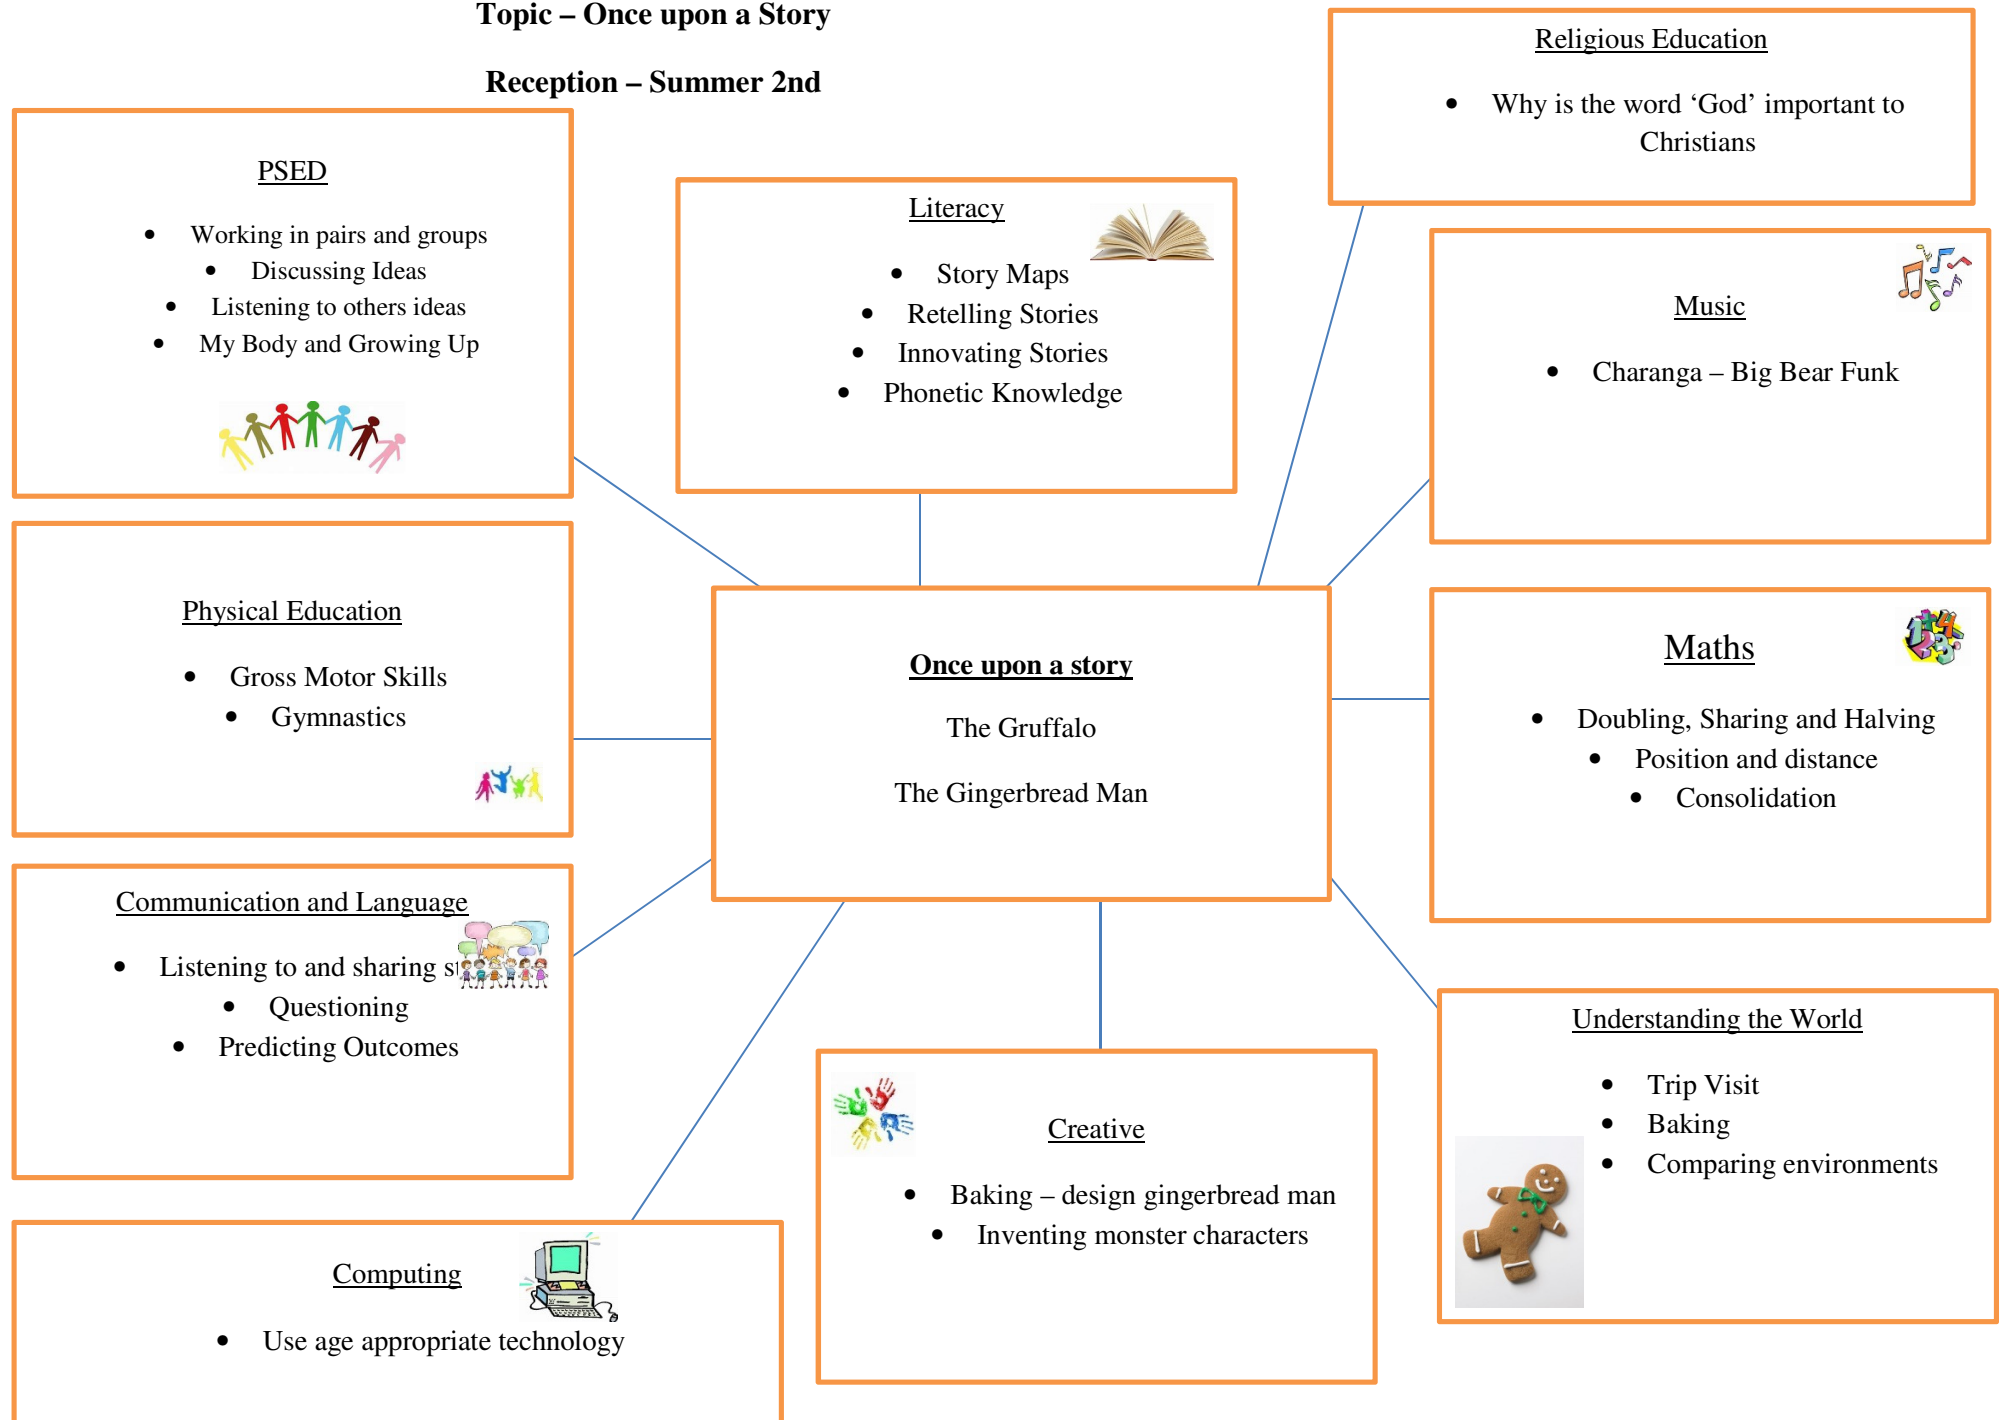 Topic – Once upon a Story
Reception – Summer 2nd
PSED
• Working in pairs and groups
• Discussing Ideas
• Listening to others ideas
• My Body and Growing Up
Literacy
• Story Maps
• Retelling Stories
• Innovating Stories
• Phonetic Knowledge
Religious Education
• Why is the word ‘God’ important to
Christians
Music
• Charanga – Big Bear Funk
Physical Education
• Gross Motor Skills
• Gymnastics
Once upon a story
The Gruffalo
The Gingerbread Man
Maths
• Doubling, Sharing and Halving
• Position and distance
• Consolidation
Communication and Language
• Listening to and sharing
• Questioning
• Predicting Outcomes
Understanding the World
• Trip Visit
• Baking
• Comparing environments
Creative
• Baking – design gingerbread man
• Inventing monster characters
Computing
• Use age appropriate technology